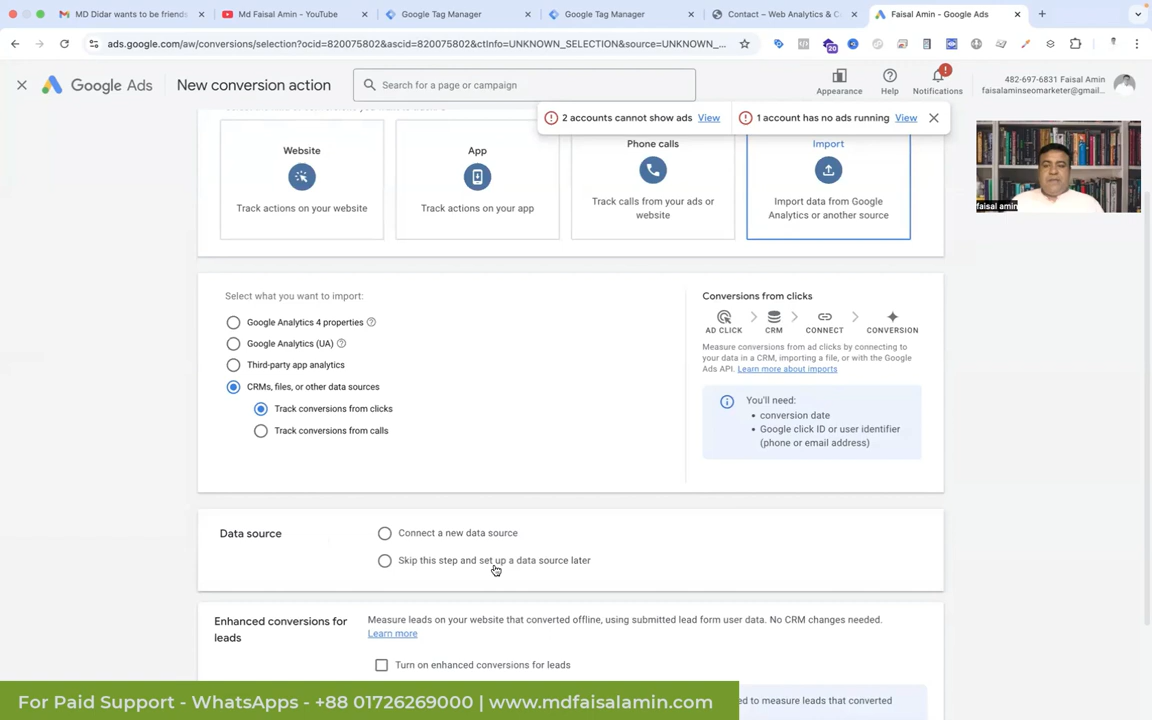 MD Didar wants to be friends
Md Faisal Amin - YouTube
Google Tag Manager
Google Tag Manager
Contact – Web Analytics & C
Faisal Amin - Google Ads
ads.google.com/aw/conversions/selection?ocid=820075802&ascid=820075802&ctInfo=UNKNOWN_SELECTION&source=UNKNOWN_...
20
Google Ads
New conversion action
Search for a page or campaign
Appearance
Help
Notifications
482-697-6831 Faisal Amin
faisalaminseomarketer@gmail...
2 accounts cannot show ads View
1 account has no ads running View
Website
Track actions on your website
App
Track actions on your app
Phone calls
Track calls from your ads or
website
Import
Import data from Google
Analytics or another source
faisal amin
Select what you want to import:
Google Analytics 4 properties
Google Analytics (UA)
Third-party app analytics
CRMs, files, or other data sources
Track conversions from clicks
Track conversions from calls
Conversions from clicks
AD CLICK
CRM
CONNECT
CONVERSION
Measure conversions from ad clicks by connecting to
your data in a CRM, importing a file, or with the Google
Ads API. Learn more about imports
You'll need:
• conversion date
• Google click ID or user identifier
(phone or email address)
Data source
Connect a new data source
Skip this step and set up a data source later
Enhanced conversions for
leads
Measure leads on your website that converted offline, using submitted lead form user data. No CRM changes needed.
Learn more
Turn on enhanced conversions for leads
ed to measure leads that converted
For Paid Support - WhatsApps - +88 01726269000 | www.mdfaisalamin.com